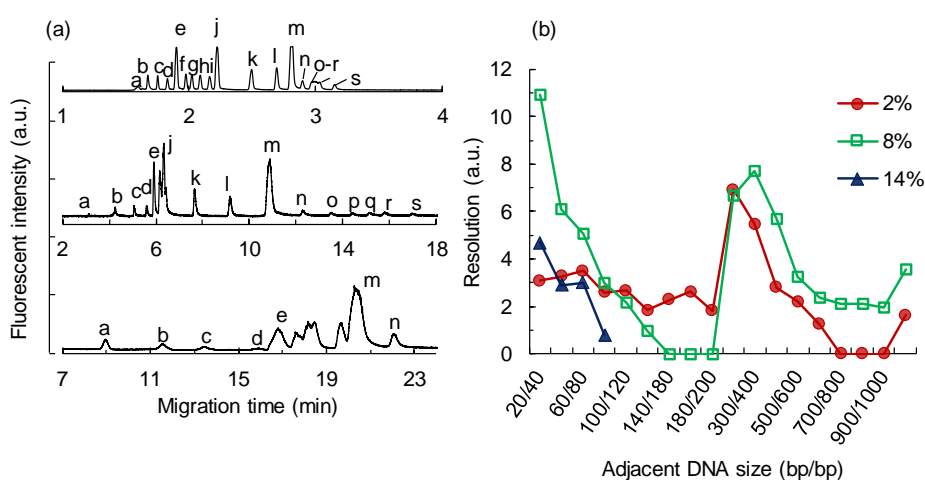 (a)
a b c d e f g h i j k l m n o-r s
1 2 3 4
a b c d e j k l m n o p q r s
2 6 10 14 18
a b c d e m n
7 11 15 19 23
Migration time (min)
Fluorescent intensity (a.u.)
(b)
12
10
8
6
4
2
0
Resolution (a.u.)
2%
8%
14%
20/40 60/80 100/120 140/180 180/200 300/400 500/600 700/800 900/1000
Adjacent DNA size (bp/bp)